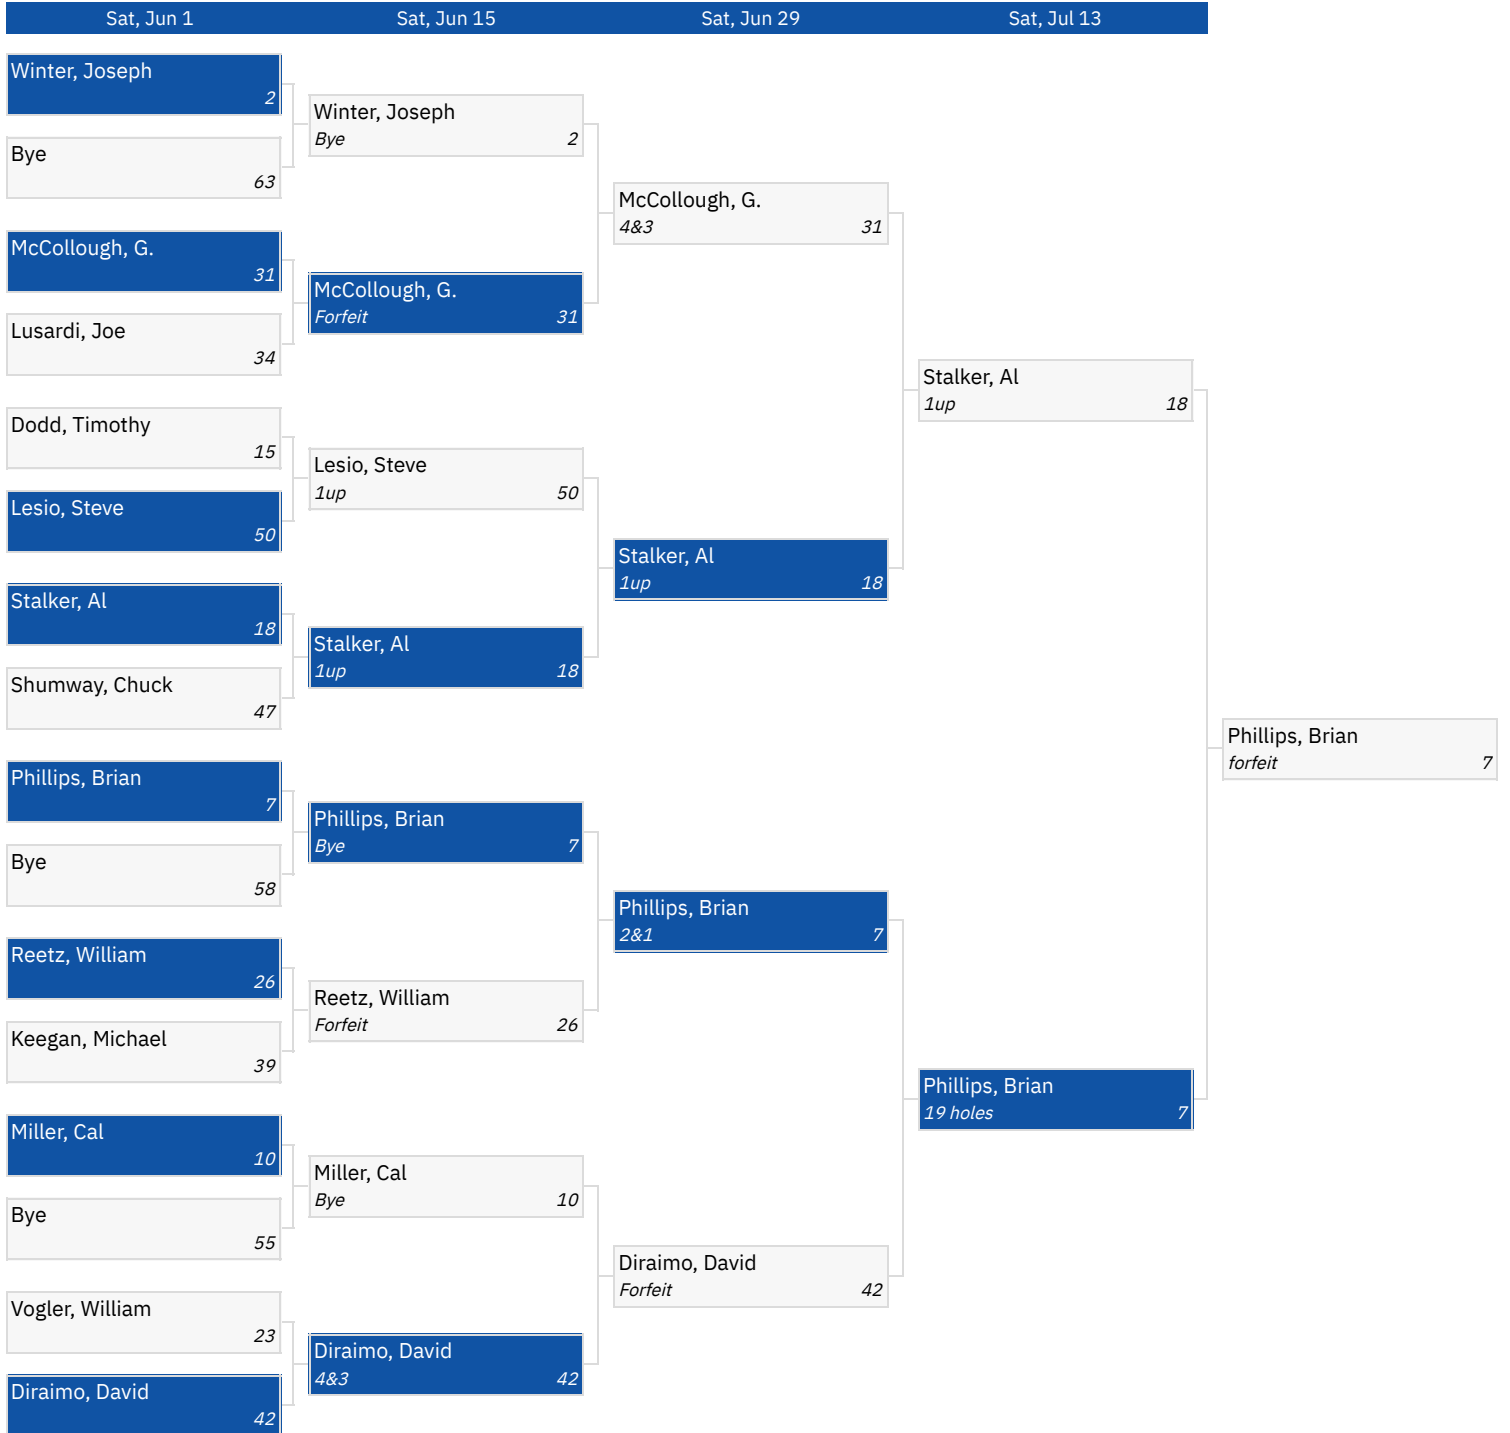 Sat, Jun 1
Sat, Jun 15
Sat, Jun 29
Sat, Jul 13
Winter, Joseph
2
Bye
63
McCollough, G.
31
Lusardi, Joe
34
Dodd, Timothy
15
Lesio, Steve
50
Stalker, Al
18
Shumway, Chuck
47
Phillips, Brian
7
Bye
58
Reetz, William
26
Keegan, Michael
39
Miller, Cal
10
Bye
55
Vogler, William
23
Diraimo, David
42
Winter, Joseph
Bye 2
McCollough, G.
Forfeit 31
Lesio, Steve
1up 50
Stalker, Al
1up 18
Phillips, Brian
Bye 7
Reetz, William
Forfeit 26
Miller, Cal
Bye 10
Diraimo, David
4&3 42
McCollough, G.
4&3 31
Stalker, Al
1up 18
Phillips, Brian
2&1 7
Diraimo, David
Forfeit 42
Stalker, Al
1up 18
Phillips, Brian
19 holes 7
Phillips, Brian
forfeit 7